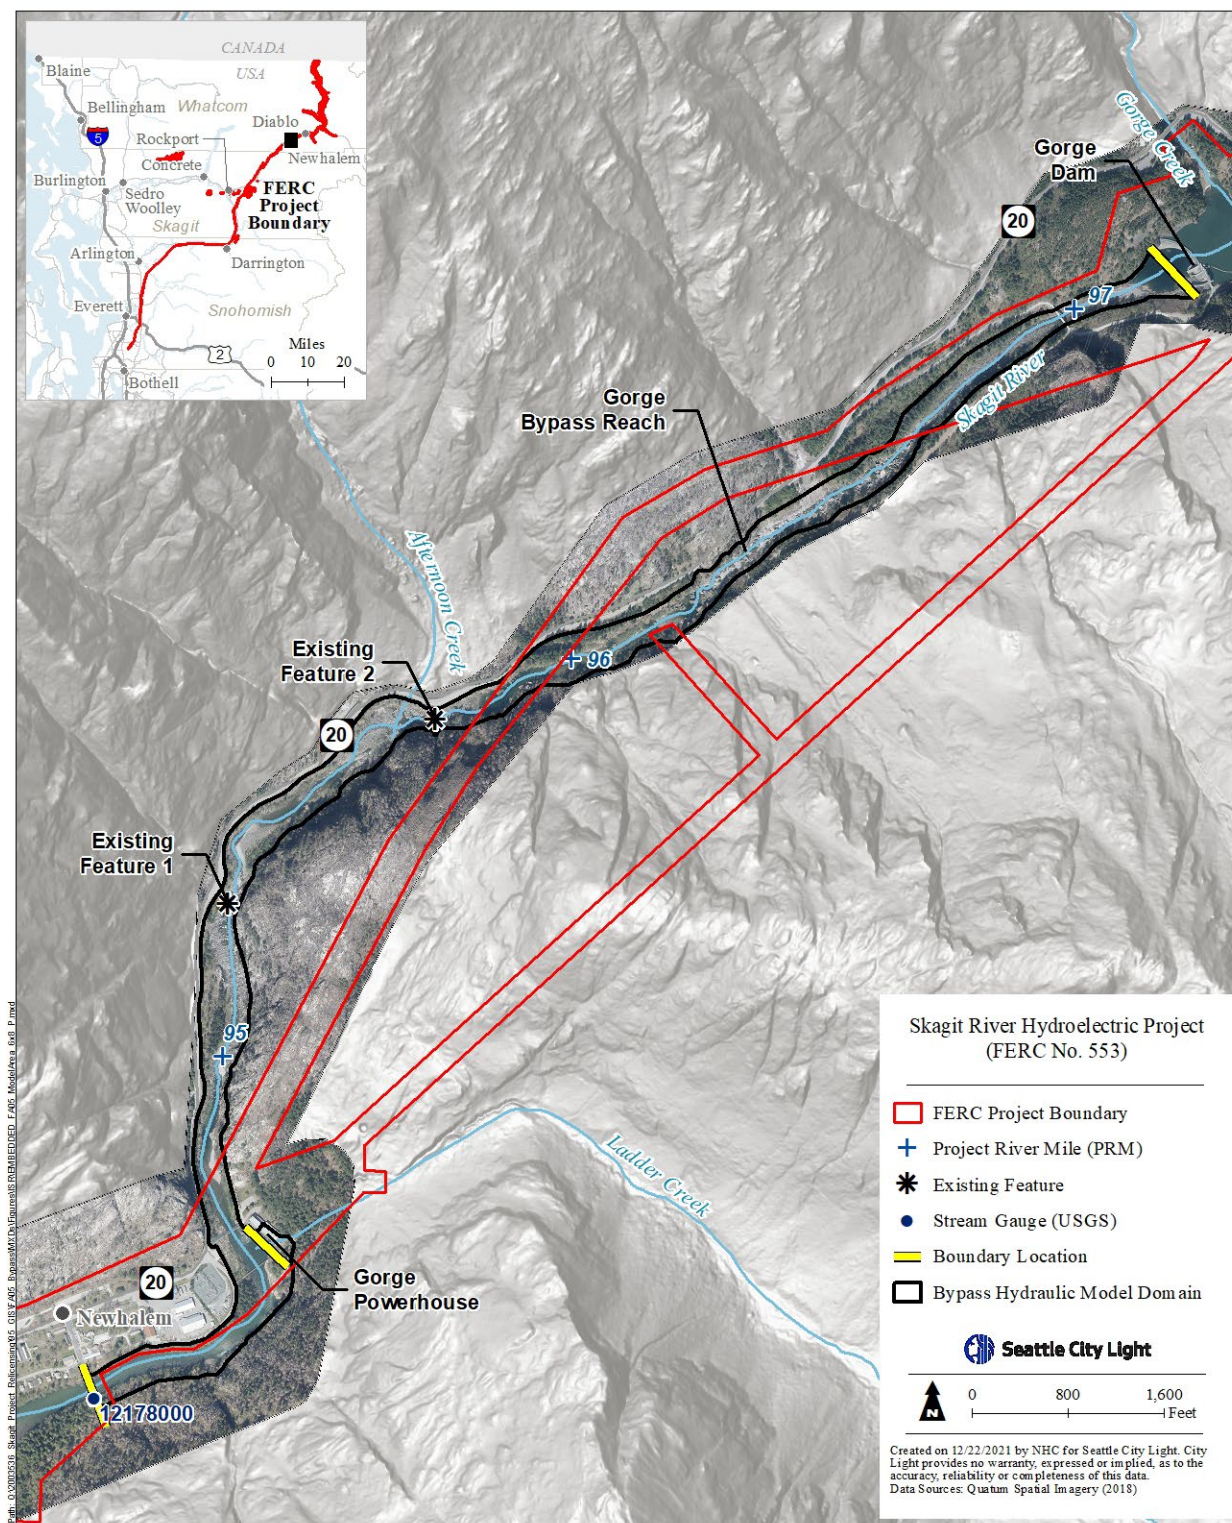 CANADA
USA
Blaine
Bellingham
Whatcom
5
Diablo
Rockport
Newhalem
Concrete
Burlington
Sedro
Woolley
FERC
Project
Boundary
Skagit
Arlington
Darrington
Everett
Snohomish
2
Miles
0 10 20
Bothell
Gorge Creek
Gorge
Dam
20
97
Skagit River
Gorge
Bypass Reach
Afternoon Creek
Existing
Feature 2
96
20
Existing
Feature 1
95
Ladder Creek
20
Gorge
Powerhouse
Newhalem
12178000
Skagit River Hydroelectric Project
(FERC No. 553)
FERC Project Boundary
Project River Mile (PRM)
Existing Feature
Stream Gauge (USGS)
Boundary Location
Bypass Hydraulic Model Domain
Seattle City Light
N
0 800 1,600
Feet
Created on 12/22/2021 by NHC for Seattle City Light. City
Light provides no warranty, expressed or implied, as to the
accuracy, reliability or completeness of this data.
Data Sources: Quatum Spatial Imagery (2018)